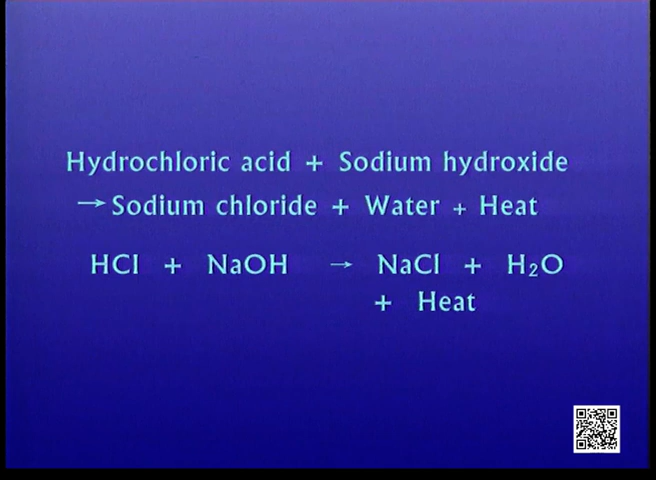 Hydrochloric acid + Sodium hydroxide
→ Sodium chloride + Water + Heat
HCl + NaOH → NaCl + H₂O
+ Heat